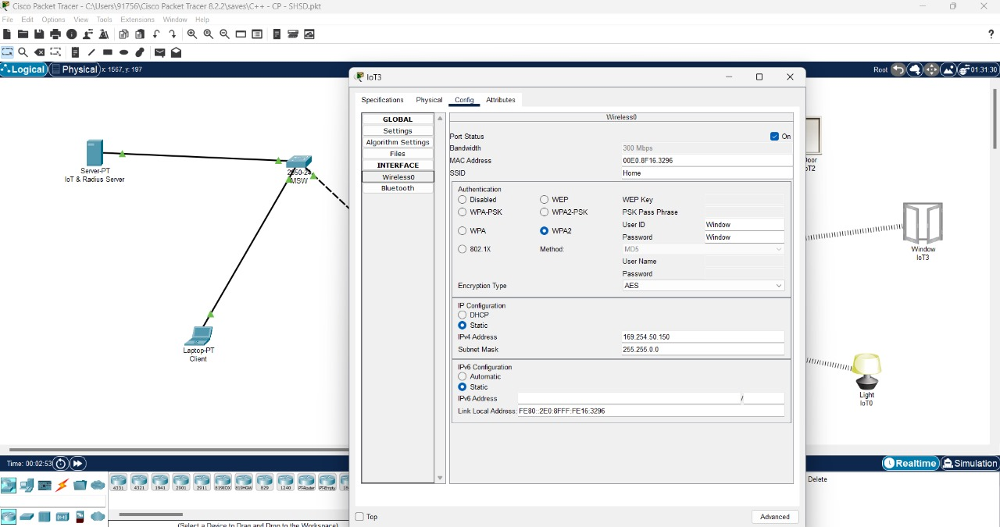 Cisco Packet Tracer - C:\Users\91756\Cisco Packet Tracer 8.2.2\saves\C++ - CP - SHSD.pkt
File Edit Options View Tools Extensions Window Help
?
Logical Physical x: 1567, y: 197
Root 01:31:30
IoT3
Specifications Physical Config Attributes
GLOBAL
Settings
Algorithm Settings
Files
INTERFACE
Wireless0
Bluetooth
Wireless0
Port Status On
Bandwidth 300 Mbps
MAC Address 00E0.8F16.3296
SSID Home
Authentication
Disabled WEP WEP Key
WPA-PSK WPA2-PSK PSK Pass Phrase
User ID Window
WPA WPA2
Password Window
802.1X Method: MD5
User Name
Password
Encryption Type AES
IP Configuration
DHCP
Static
IPv4 Address 169.254.50.150
Subnet Mask 255.255.0.0
IPv6 Configuration
Automatic
Static
IPv6 Address /
Link Local Address: FE80::2E0:8FFF:FE16:3296
Top Advanced
Server-PT
IoT & Radius Server
2950-24
MSW
Laptop-PT
Client
Window
IoT3
Light
IoT0
Time: 00:02:53
Realtime Simulation
4331 4321 1941 2901 2911 819IOX 819HGW 829 1240 PT-Router PT-Empty
Delete
(Select a Device to Drag and Drop to the Workspace)